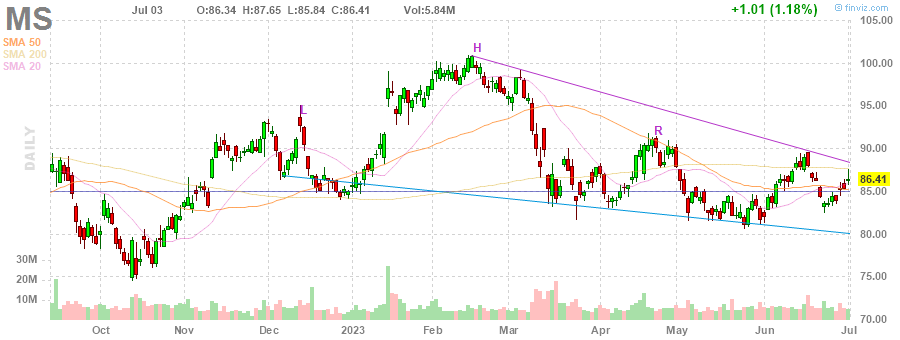 MS Jul 03 O:86.34 H:87.65 L:85.84 C:86.41 Vol:5.84M +1.01 (1.18%) © finviz.com
SMA 50
SMA 200
SMA 20
DAILY
H
L
R
105.00
100.00
95.00
90.00
86.41
85.00
80.00
75.00
70.00
30M
20M
10M
Oct Nov Dec 2023 Feb Mar Apr May Jun Jul